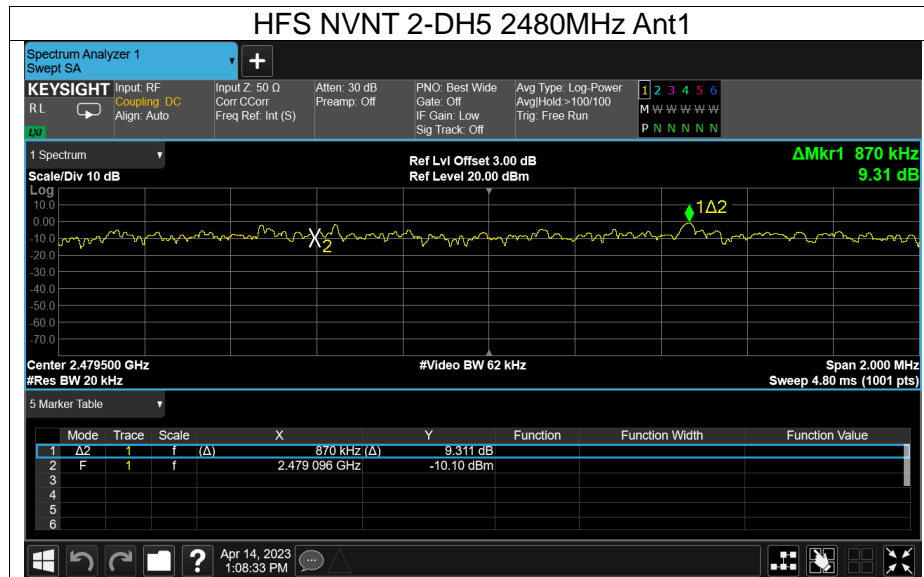 HFS NVNT 2-DH5 2480MHz Ant1
Spectrum Analyzer 1
Swept SA
KEYSIGHT
RL
LXI
Input: RF
Coupling: DC
Align: Auto
Input Z: 50 Ω
Corr CCorr
Freq Ref: Int (S)
Atten: 30 dB
Preamp: Off
PNO: Best Wide
Gate: Off
IF Gain: Low
Sig Track: Off
Avg Type: Log-Power
Avg|Hold:>100/100
Trig: Free Run
1 2 3 4 5 6
M W W W W W
P N N N N N
1 Spectrum
Scale/Div 10 dB
Ref Lvl Offset 3.00 dB
Ref Level 20.00 dBm
ΔMkr1 870 kHz
9.31 dB
Log
10.0
0.00
-10.0
-20.0
-30.0
-40.0
-50.0
-60.0
-70.0
1Δ2
X2
Center 2.479500 GHz
#Res BW 20 kHz
#Video BW 62 kHz
Span 2.000 MHz
Sweep 4.80 ms (1001 pts)
5 Marker Table
Mode Trace Scale X Y Function Function Width Function Value
1 Δ2 1 f (Δ) 870 kHz (Δ) 9.311 dB
2 F 1 f 2.479 096 GHz -10.10 dBm
3
4
5
6
?
Apr 14, 2023
1:08:33 PM